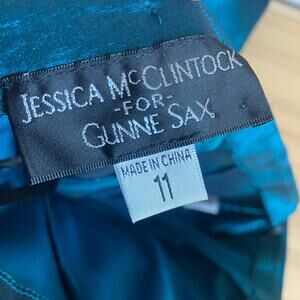 JESSICA McCLINTOCK
-FOR-
GUNNE SAX
MADE IN CHINA
11